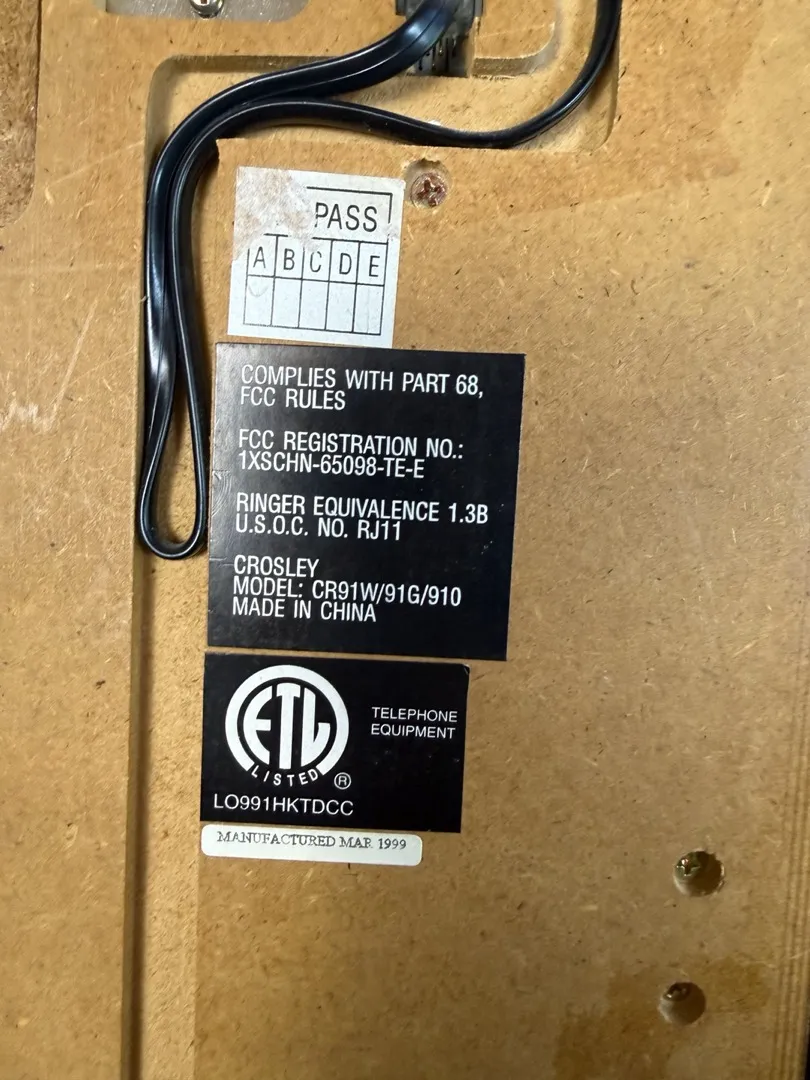 PASS
A B C D E
COMPLIES WITH PART 68,
FCC RULES
FCC REGISTRATION NO.:
1XSCHN-65098-TE-E
RINGER EQUIVALENCE 1.3B
U.S.O.C. NO. RJ11
CROSLEY
MODEL: CR91W/91G/910
MADE IN CHINA
ETL
LISTED
®
TELEPHONE
EQUIPMENT
LO991HKTDCC
MANUFACTURED MAR 1999